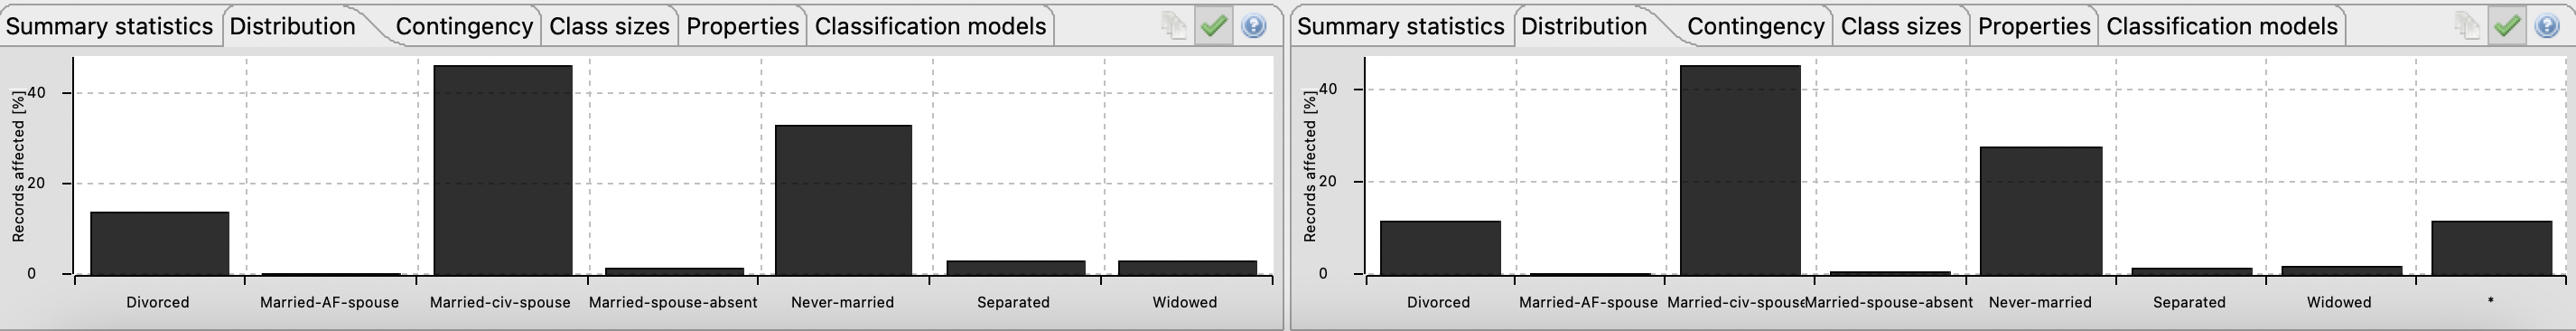 Summary statistics Distribution Contingency Class sizes Properties Classification models
Records affected [%]
40
20
0
Divorced Married-AF-spouse Married-civ-spouse Married-spouse-absent Never-married Separated Widowed
Summary statistics Distribution Contingency Class sizes Properties Classification models
Records affected [%]
40
20
0
Divorced Married-AF-spouse Married-civ-spouse Married-spouse-absent Never-married Separated Widowed *